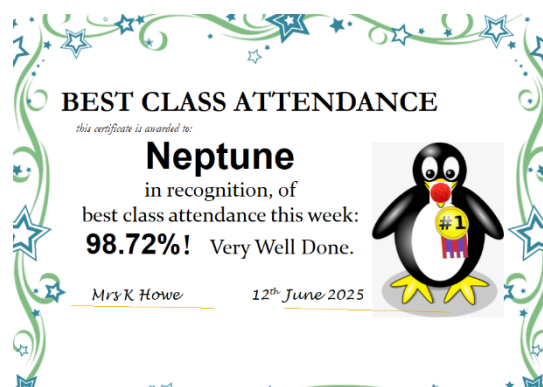 BEST CLASS ATTENDANCE
this certificate is awarded to:
Neptune
in recognition, of
best class attendance this week:
98.72%! Very Well Done.
#1
Mrs K Howe 12th June 2025